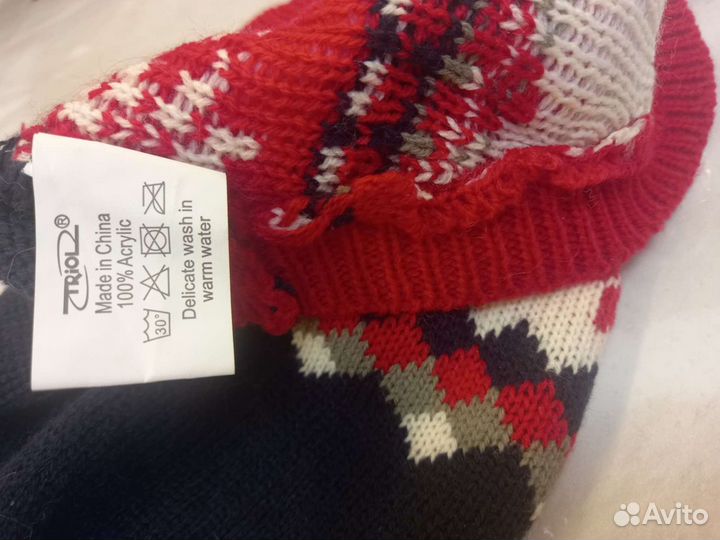 TRIOL®
Made in China
100% Acrylic
30°
Delicate wash in
warm water
Avito